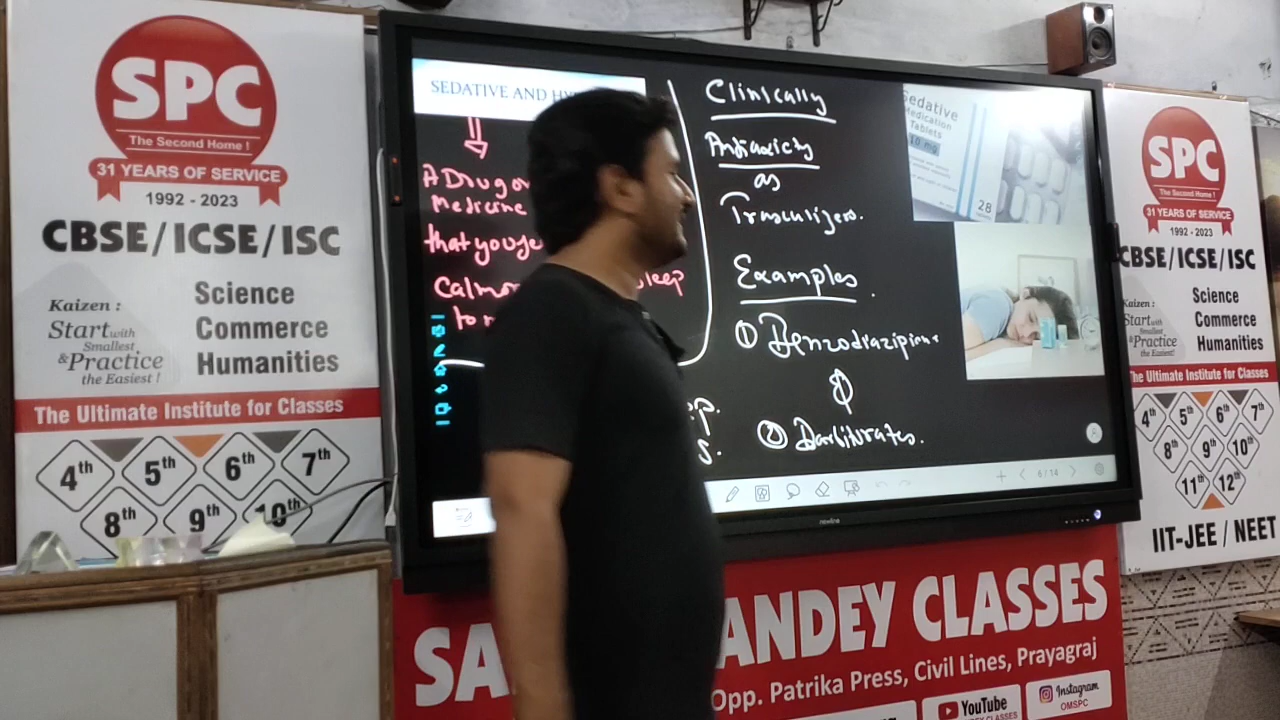 SPC
The Second Home !
31 YEARS OF SERVICE
1992 - 2023
CBSE/ICSE/ISC
Kaizen :
Start with
Smallest
& Practice
the Easiest !
Science
Commerce
Humanities
The Ultimate Institute for Classes
4th 5th 6th 7th
8th 9th 10th
SEDATIVE AND HY
A Drug or
Medicine
that you
Calm
Sleep
to
Clinically
as
Examples
①
②
Sedative
Medication
Tablets
10 mg
28
6/14
newline
SPC
The Second Home !
31 YEARS OF SERVICE
1992 - 2023
CBSE/ICSE/ISC
Kaizen :
Start with
Smallest
& Practice
the Easiest !
Science
Commerce
Humanities
The Ultimate Institute for Classes
4th 5th 6th 7th
8th 9th 10th
11th 12th
IIT-JEE / NEET
SA ANDEY CLASSES
Opp. Patrika Press, Civil Lines, Prayagraj
YouTube
NDEY CLASSES
Instagram
OMSPC